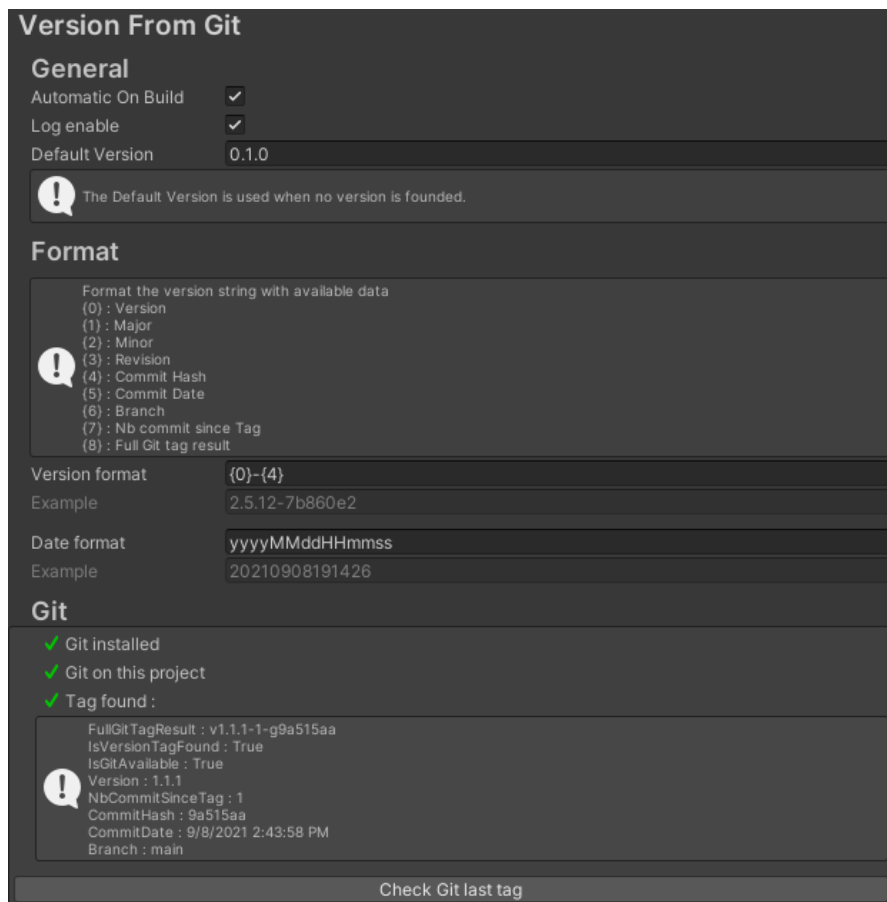 Version From Git
General
Automatic On Build
Log enable
Default Version 0.1.0
The Default Version is used when no version is founded.
Format
Format the version string with available data
{0} : Version
{1} : Major
{2} : Minor
{3} : Revision
{4} : Commit Hash
{5} : Commit Date
{6} : Branch
{7} : Nb commit since Tag
{8} : Full Git tag result
Version format {0}-{4}
Example 2.5.12-7b860e2
Date format yyyyMMddHHmmss
Example 20210908191426
Git
Git installed
Git on this project
Tag found :
FullGitTagResult : v1.1.1-1-g9a515aa
IsVersionTagFound : True
IsGitAvailable : True
Version : 1.1.1
NbCommitSinceTag : 1
CommitHash : 9a515aa
CommitDate : 9/8/2021 2:43:58 PM
Branch : main
Check Git last tag